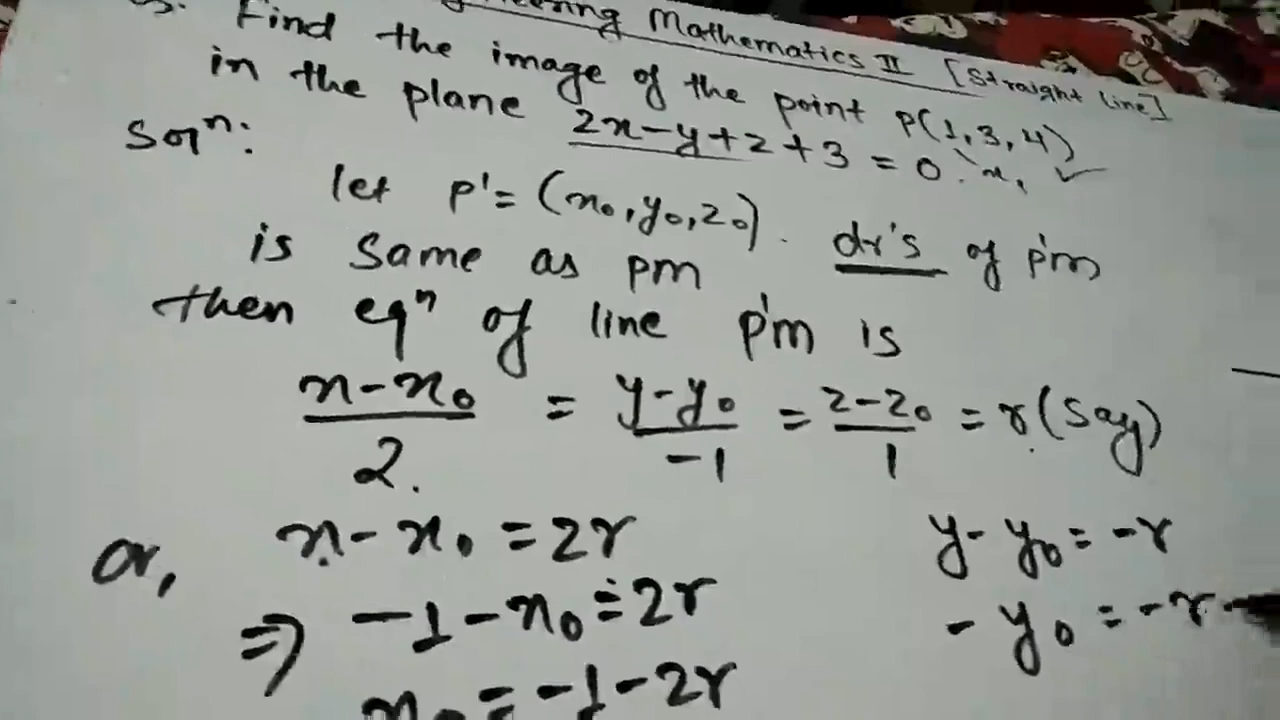 Mathematics II [Straight line]
Find the image of the point P(1,3,4)
in the plane 2x-y+z+3=0.
Solⁿ:
let P'=(x₀,y₀,z₀). dr's of P'm
is same as pm
then eqⁿ of line P'm is
x-x₀/2 = y-y₀/-1 = z-z₀/1 = r(say)
or, x-x₀=2r y-y₀=-r
⇒ -1-x₀=2r -y₀=-r
x₀=-1-2r